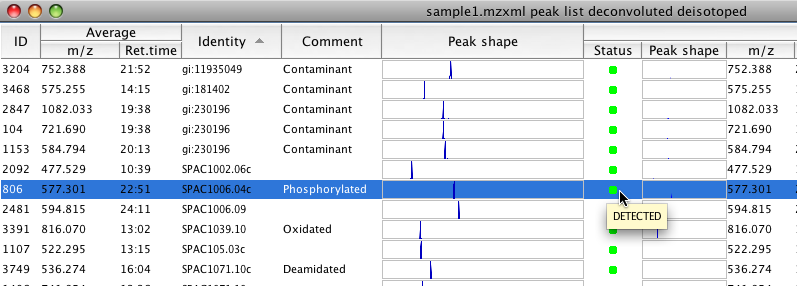 sample1.mzxml peak list deconvoluted deisotoped
ID Average Identity Comment Peak shape
m/z Ret.time Status Peak shape m/z
3204 752.388 21:52 gi:11935049 Contaminant 752.388
3468 575.255 14:15 gi:181402 Contaminant 575.255
2847 1082.033 19:38 gi:230196 Contaminant 1082.033
104 721.690 19:38 gi:230196 Contaminant 721.690
1153 584.794 20:13 gi:230196 Contaminant 584.794
2092 477.529 10:39 SPAC1002.06c 477.529
806 577.301 22:51 SPAC1006.04c Phosphorylated 577.301
2481 594.815 24:11 SPAC1006.09 594.815
DETECTED
3391 816.070 13:02 SPAC1039.10 Oxidated 816.070
1107 522.295 13:15 SPAC105.03c 522.295
3749 536.274 16:04 SPAC1071.10c Deamidated 536.274